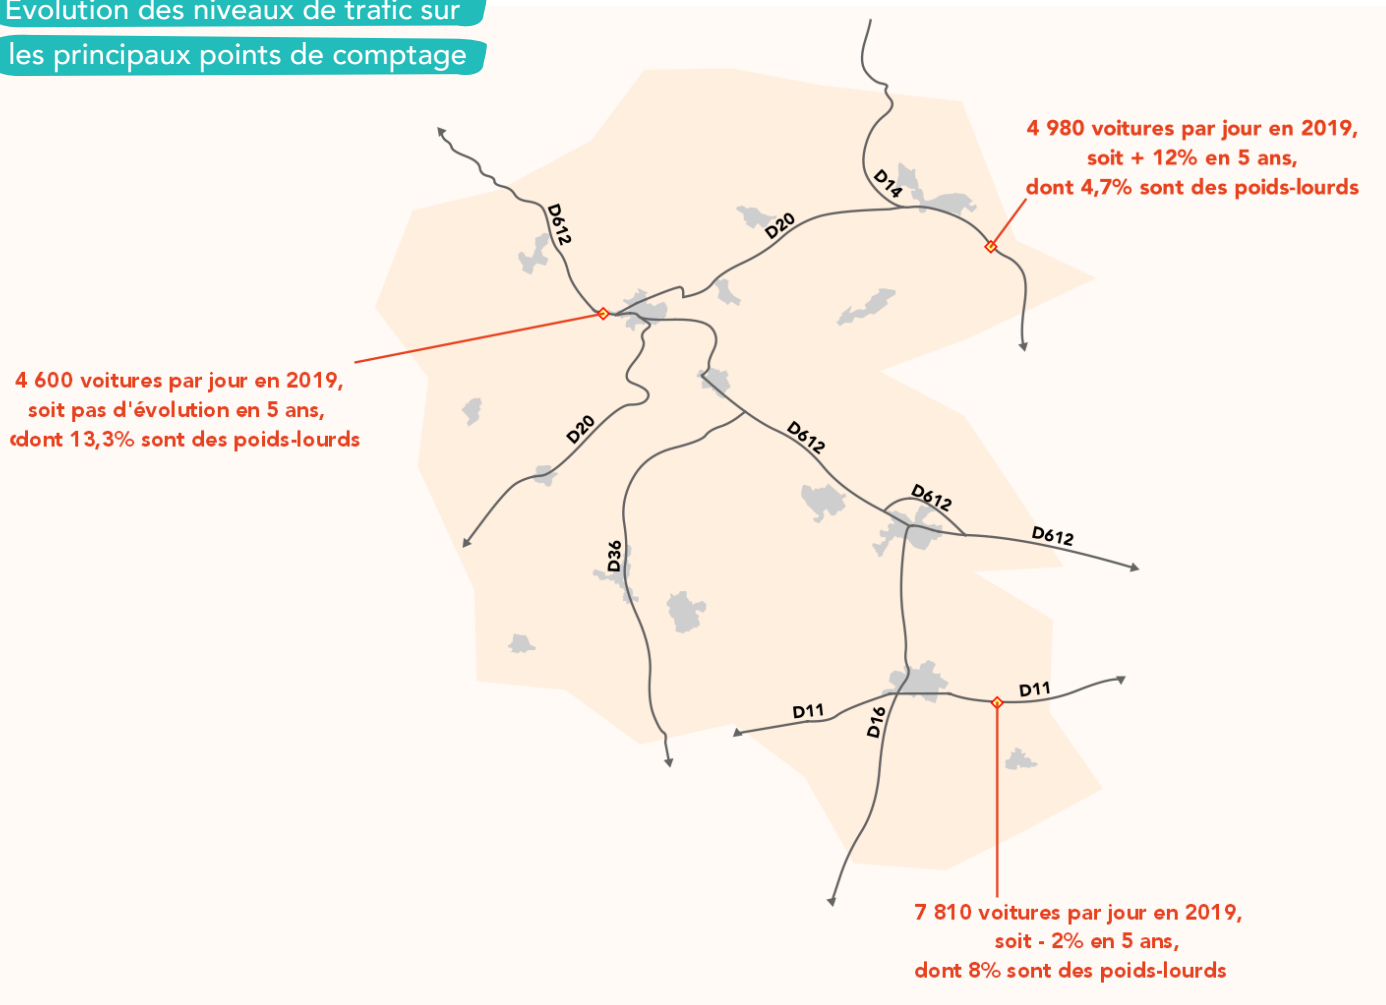 Évolution des niveaux de trafic sur
les principaux points de comptage
4 980 voitures par jour en 2019,
soit + 12% en 5 ans,
dont 4,7% sont des poids-lourds
D14
D20
D612
4 600 voitures par jour en 2019,
soit pas d'évolution en 5 ans,
dont 13,3% sont des poids-lourds
D20
D612
D612
D612
D36
D11
D11
D16
7 810 voitures par jour en 2019,
soit - 2% en 5 ans,
dont 8% sont des poids-lourds